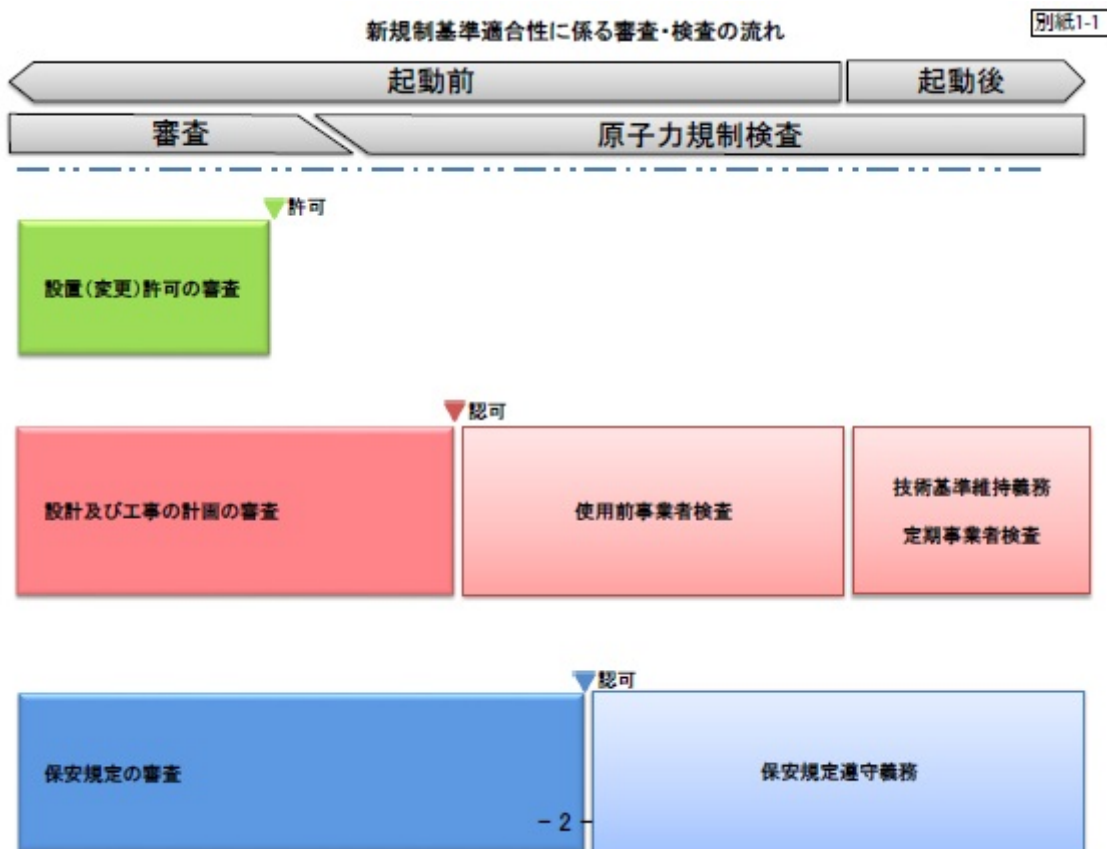 別紙1-1
新規制基準適合性に係る審査・検査の流れ
起動前
起動後
審査
原子力規制検査
許可
設置(変更)許可の審査
認可
設計及び工事の計画の審査
使用前事業者検査
技術基準維持義務
定期事業者検査
認可
保安規定の審査
保安規定遵守義務
- 2 -